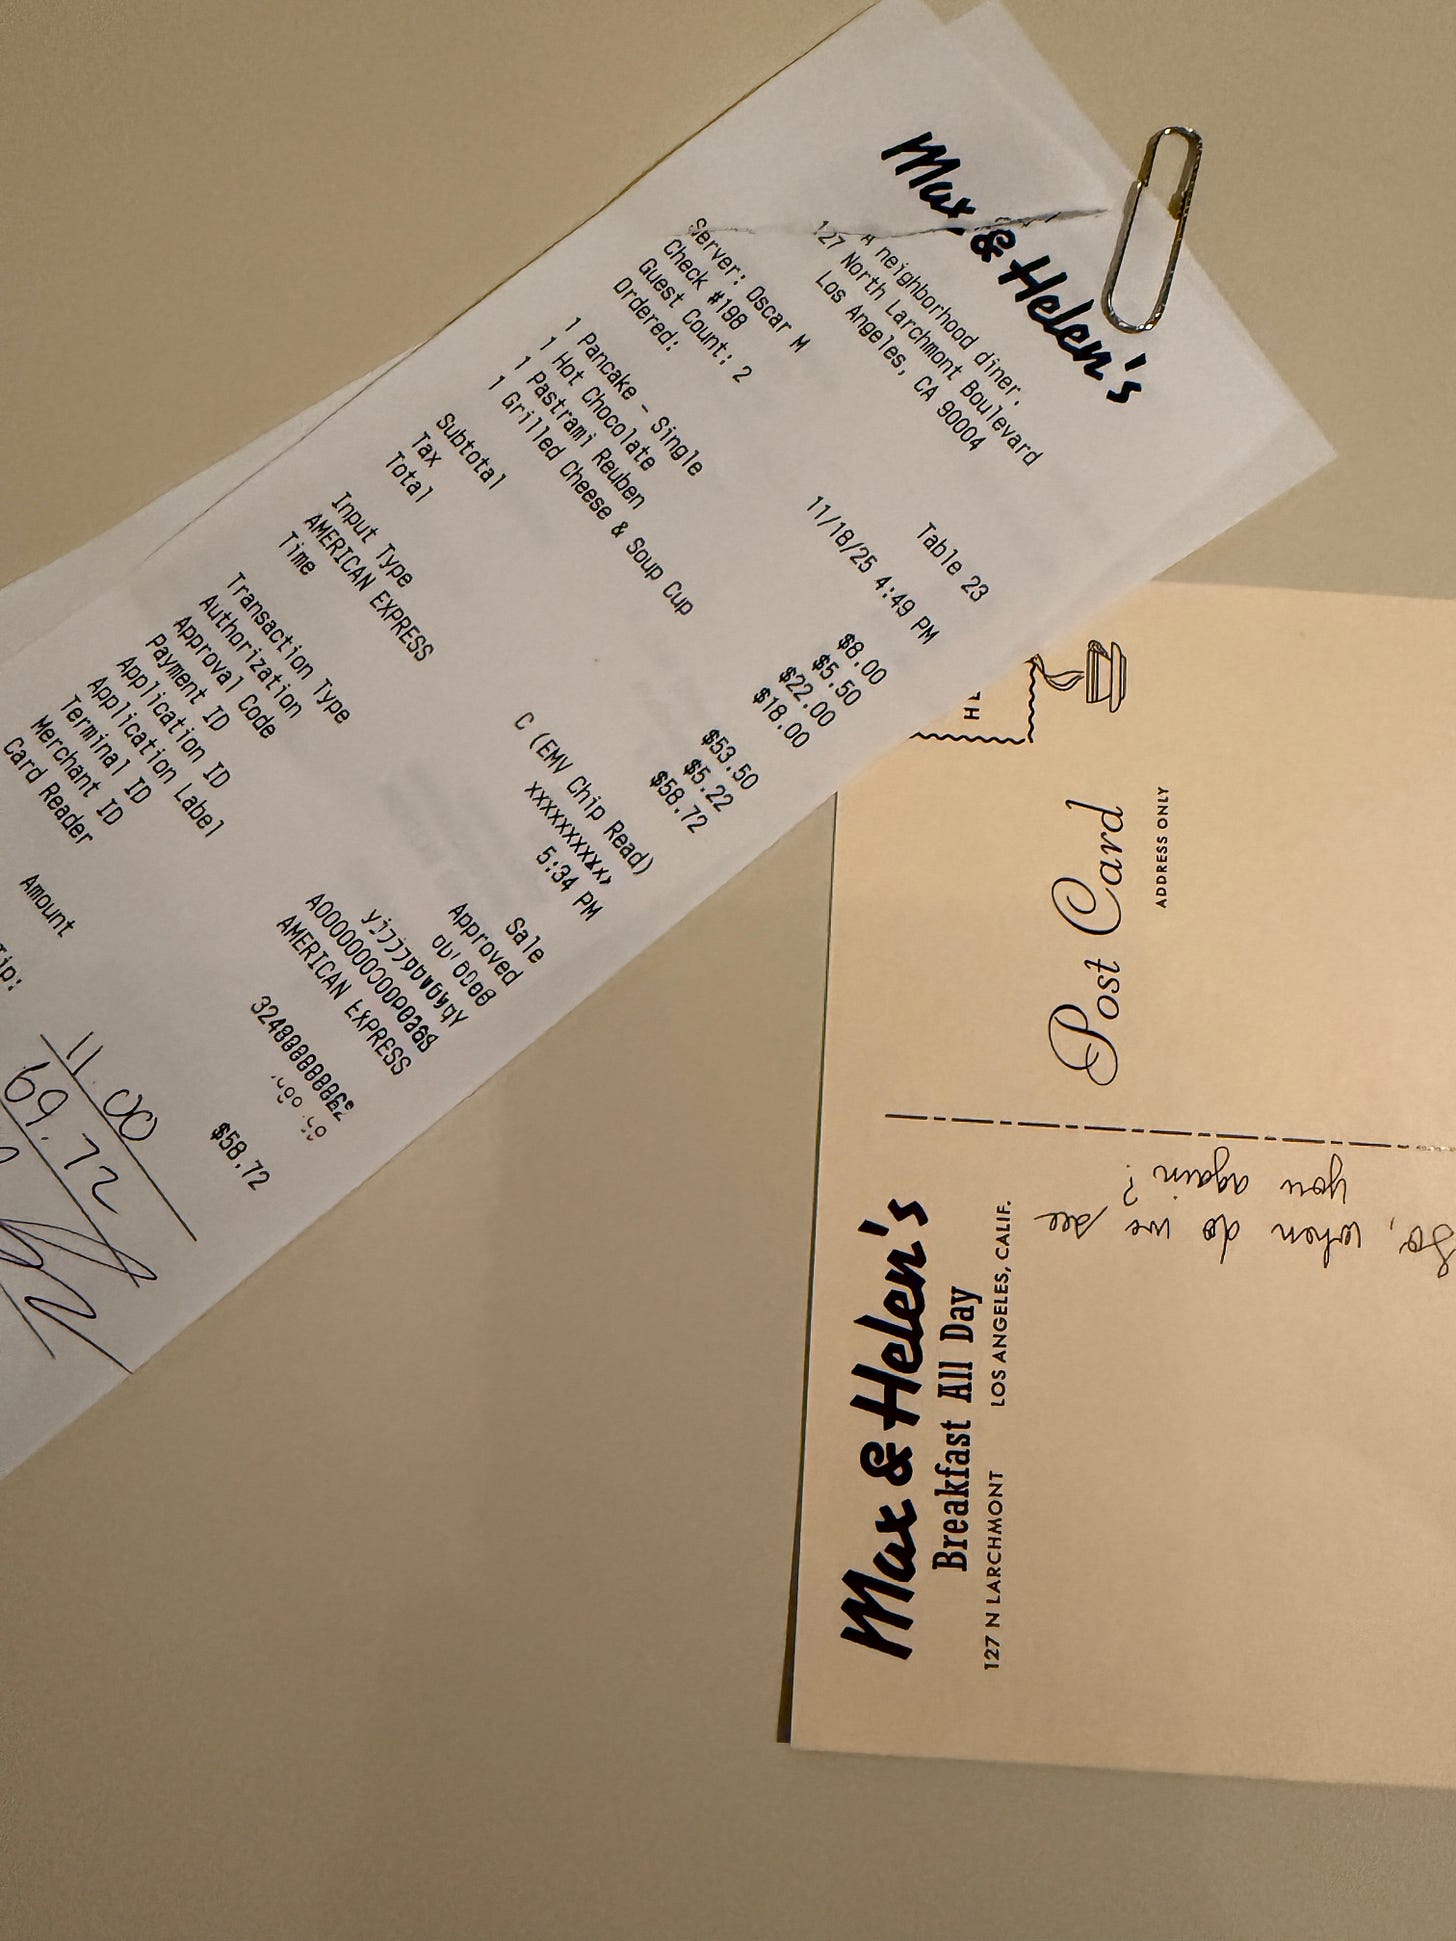 Max & Helen's
A neighborhood diner.
127 North Larchmont Boulevard
Los Angeles, CA 90004
Server: Oscar M
Check #198 Table 23
Guest Count: 2
Ordered: 11/18/25 4:49 PM
1 Pancake - Single $8.00
1 Hot Chocolate $5.50
1 Pastrami Reuben $22.00
1 Grilled Cheese & Soup Cup $18.00
Subtotal $53.50
Tax $5.22
Total $58.72
Input Type C (EMV Chip Read)
AMERICAN EXPRESS
Time 5:34 PM
Transaction Type Sale
Authorization Approved
Approval Code
Payment ID
Application ID
Application Label AMERICAN EXPRESS
Terminal ID
Merchant ID
Card Reader
Amount $58.72
11 00
69.72
Post Card
ADDRESS ONLY
Max & Helen's
Breakfast All Day
127 N LARCHMONT LOS ANGELES, CALIF.
So, when do we see
you again?